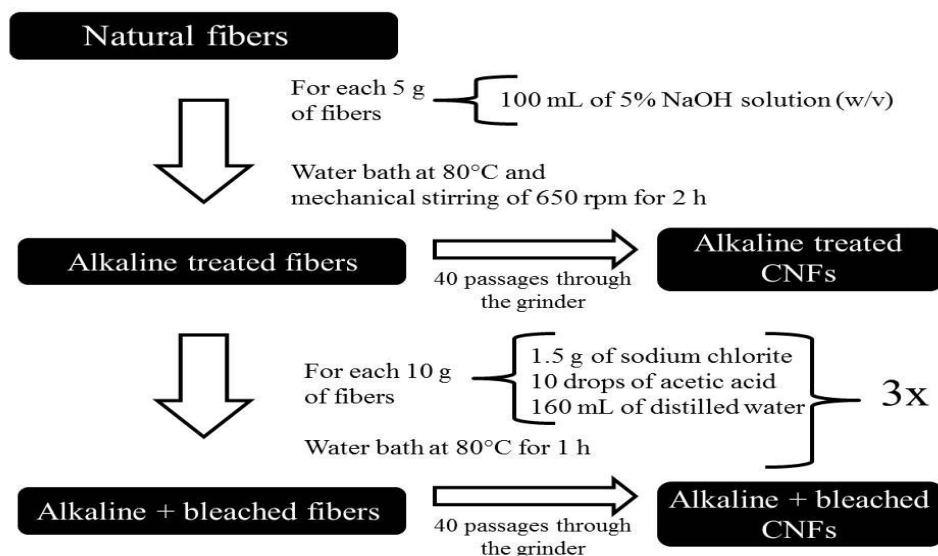 Natural fibers
For each 5 g
of fibers
100 mL of 5% NaOH solution (w/v)
Water bath at 80°C and
mechanical stirring of 650 rpm for 2 h
Alkaline treated fibers
40 passages through
the grinder
Alkaline treated
CNFs
For each 10 g
of fibers
1.5 g of sodium chlorite
10 drops of acetic acid
160 mL of distilled water
3x
Water bath at 80°C for 1 h
Alkaline + bleached fibers
40 passages through
the grinder
Alkaline + bleached
CNFs